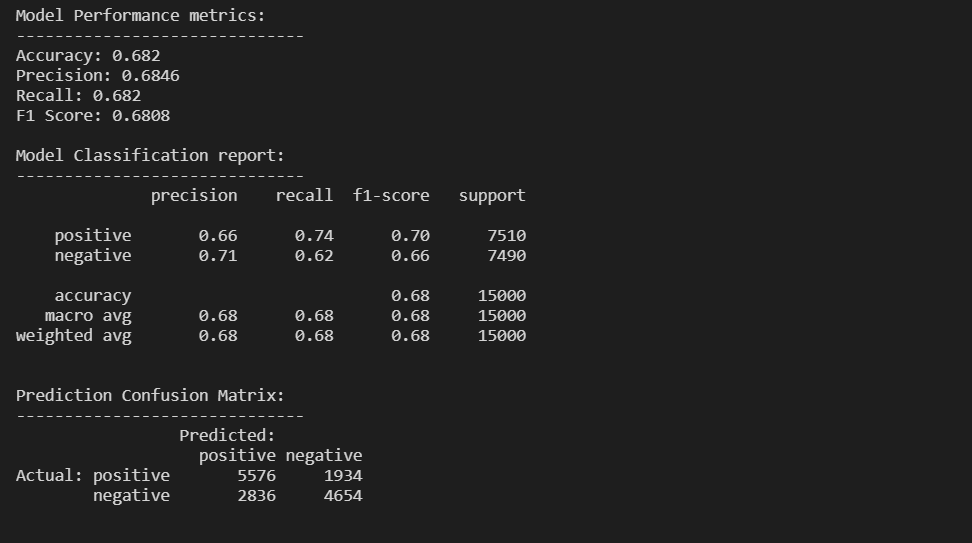 Model Performance metrics:
------------------------------
Accuracy: 0.682
Precision: 0.6846
Recall: 0.682
F1 Score: 0.6808

Model Classification report:
------------------------------
              precision    recall  f1-score   support

    positive       0.66      0.74      0.70      7510
    negative       0.71      0.62      0.66      7490

    accuracy                           0.68     15000
   macro avg       0.68      0.68      0.68     15000
weighted avg       0.68      0.68      0.68     15000


Prediction Confusion Matrix:
------------------------------
                 Predicted:
                   positive negative
Actual: positive       5576     1934
        negative       2836     4654